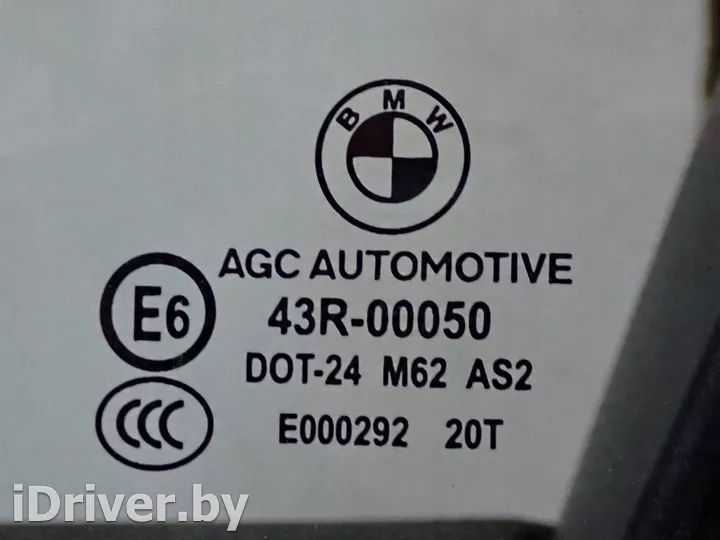 BMW
AGC AUTOMOTIVE
E6 43R-00050
DOT-24 M62 AS2
CCC E000292 20T
iDriver.by